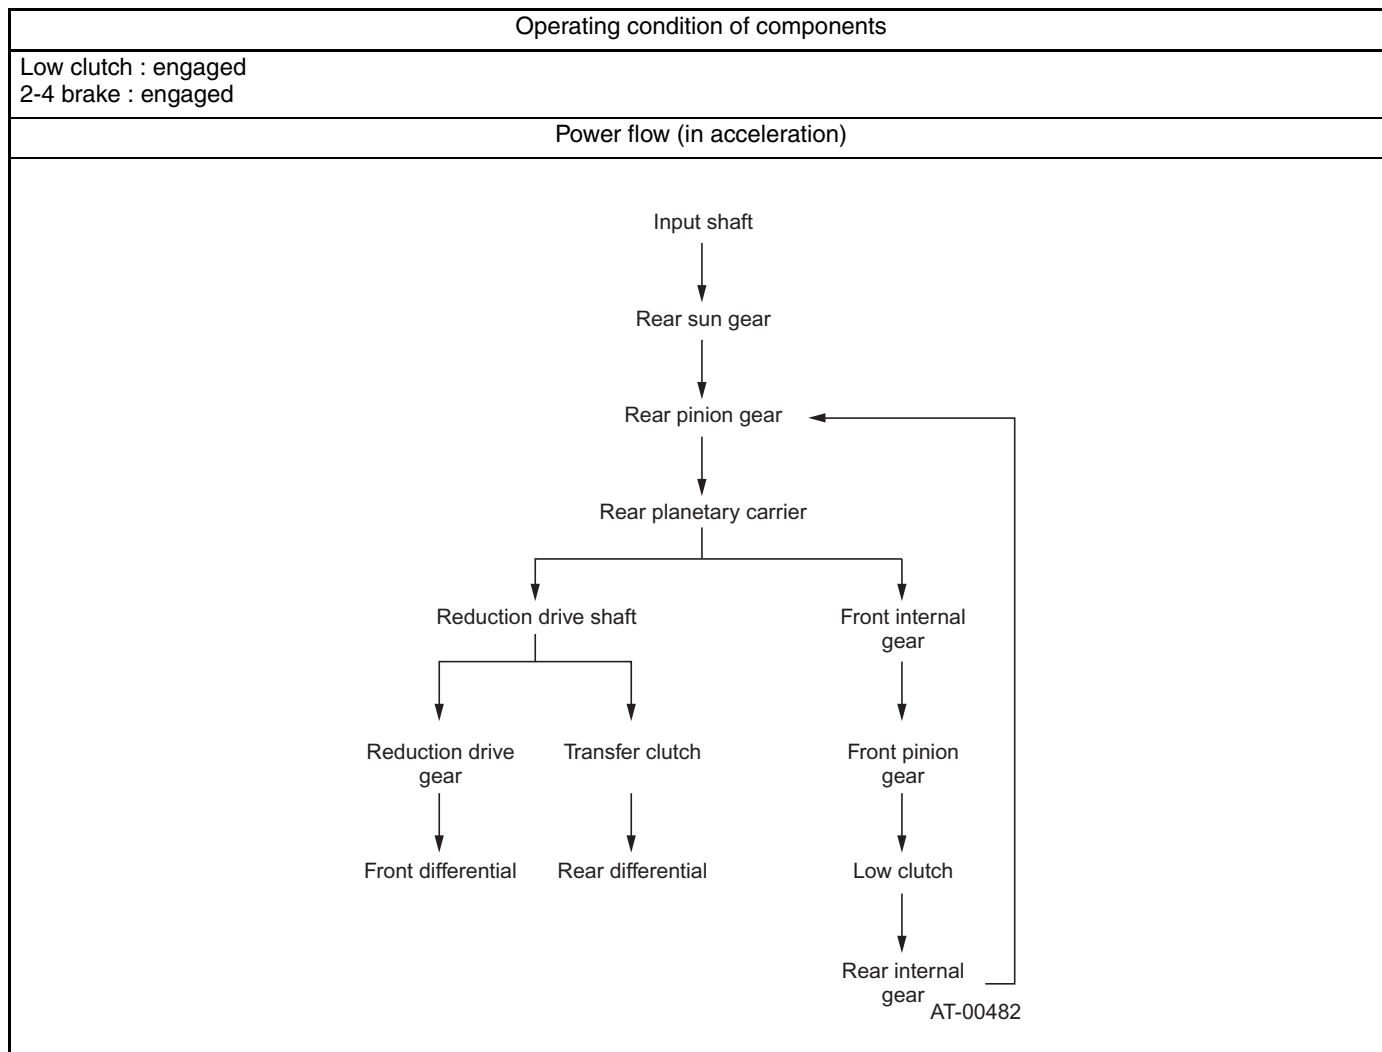 Operating condition of components
Low clutch : engaged
2-4 brake : engaged
Power flow (in acceleration)
Input shaft
Rear sun gear
Rear pinion gear
Rear planetary carrier
Reduction drive shaft
Front internal
gear
Reduction drive
gear
Transfer clutch
Front pinion
gear
Front differential
Rear differential
Low clutch
Rear internal
gear
AT-00482